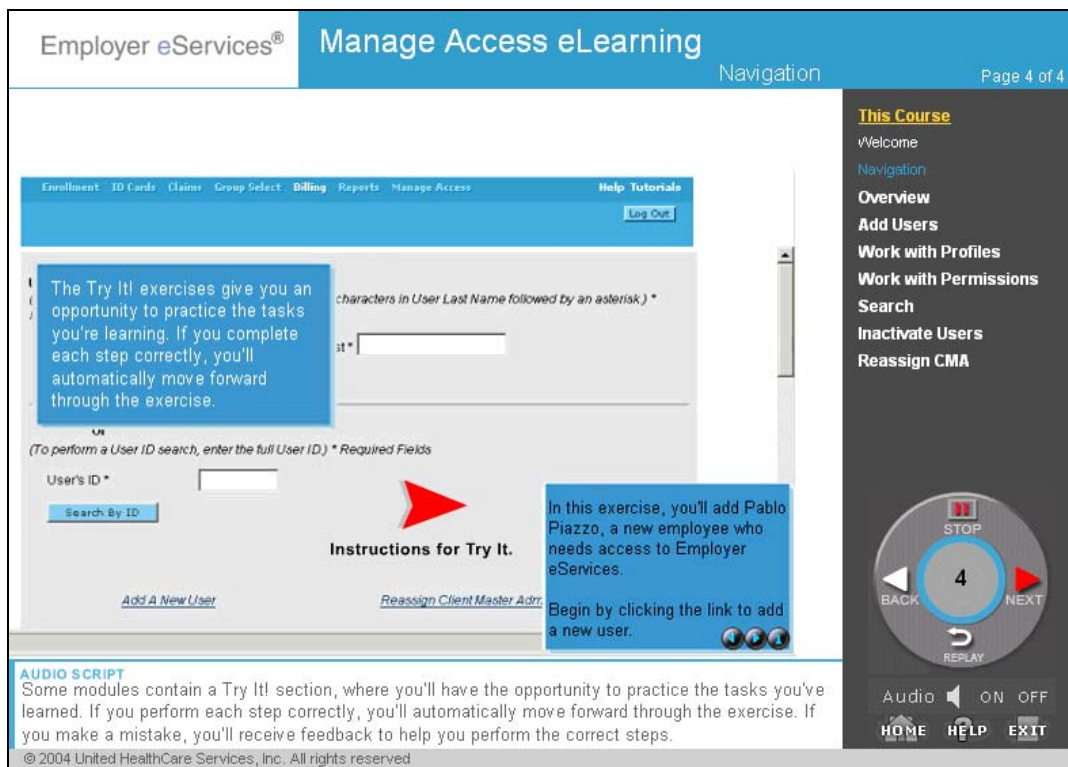 Employer eServices®
Manage Access eLearning
Navigation
Page 4 of 4
This Course
Welcome
Navigation
Overview
Add Users
Work with Profiles
Work with Permissions
Search
Inactivate Users
Reassign CMA
Enrollment ID Cards Claims Group Select Billing Reports Manage Access Help Tutorials
Log Out
The Try It! exercises give you an
opportunity to practice the tasks
you're learning. If you complete
each step correctly, you'll
automatically move forward
through the exercise.
characters in User Last Name followed by an asterisk.) *
st *
or
(To perform a User ID search, enter the full User ID.) * Required Fields
User's ID *
Search By ID
Instructions for Try It.
Add A New User
Reassign Client Master Adm
In this exercise, you'll add Pablo
Piazzo, a new employee who
needs access to Employer
eServices.
Begin by clicking the link to add
a new user.
STOP
BACK
4
NEXT
REPLAY
Audio ON OFF
HOME HELP EXIT
AUDIO SCRIPT
Some modules contain a Try It! section, where you'll have the opportunity to practice the tasks you've
learned. If you perform each step correctly, you'll automatically move forward through the exercise. If
you make a mistake, you'll receive feedback to help you perform the correct steps.
© 2004 United HealthCare Services, Inc. All rights reserved